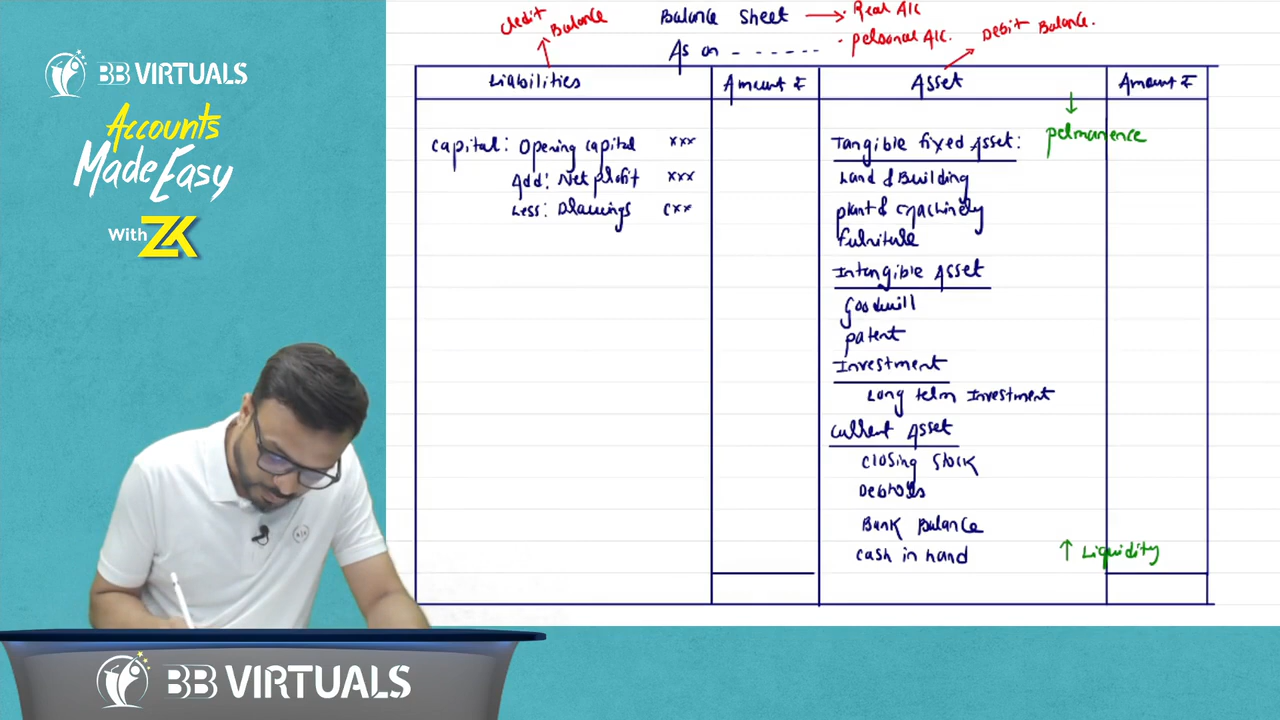 BB VIRTUALS
Accounts
Made Easy
With ZK
Credit Balance
Balance Sheet → · Real A/C
· personal A/C.
As on - - - - - - -
Debit Balance.
Liabilities
Amount ₹
Asset
Amount ₹
Capital: Opening capital xxx
Add: Net profit xxx
Less: Drawings (xx
Tangible fixed Asset:
permanence
Land & Building
plant & Machinery
furniture
Intangible Asset
Goodwill
patent
Investment
Long term Investment
Current Asset
Closing Stock
Debtors
Bank Balance
Cash in hand
↑ Liquidity
BB VIRTUALS